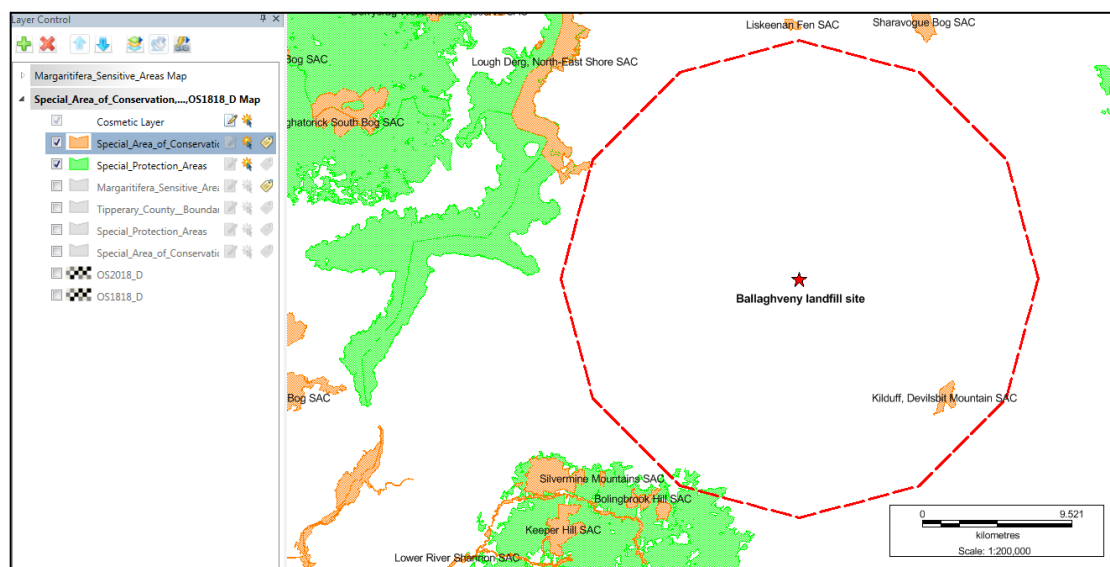 Layer Control
Margaritifera_Sensitive_Areas Map
Special_Area_of_Conservation,...,OS1818_D Map
Cosmetic Layer
Special_Area_of_Conservatic
Special_Protection_Areas
Margaritifera_Sensitive_Area
Tipperary_County__Boundar
Special_Protection_Areas
Special_Area_of_Conservatic
OS2018_D
OS1818_D
Liskeenan Fen SAC
Sharavogue Bog SAC
Bog SAC
Lough Derg, North-East Shore SAC
ghatorick South Bog SAC
Ballaghveny landfill site
Bog SAC
Kilduff, Devilsbit Mountain SAC
Silvermine Mountains SAC
Bolingbrook Hill SAC
Keeper Hill SAC
Lower River Shannon SAC
0 9.521
kilometres
Scale: 1:200,000